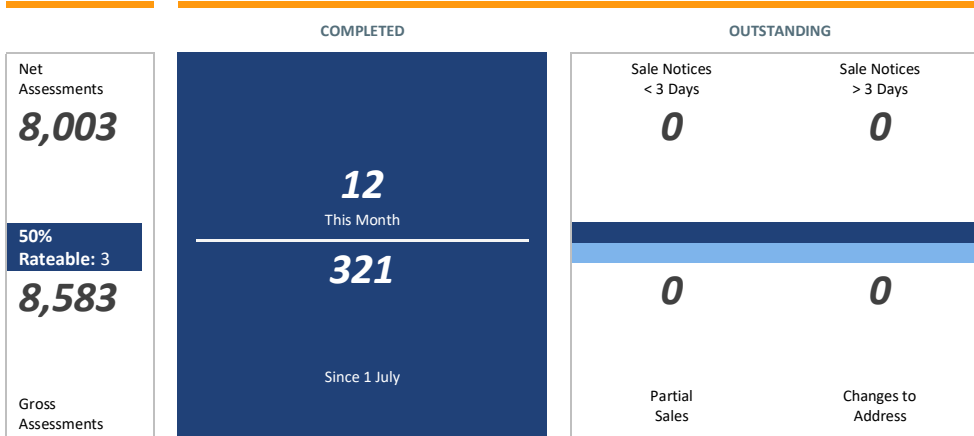 COMPLETED
OUTSTANDING
Net
Assessments
8,003
50%
Rateable: 3
8,583
Gross
Assessments
12
This Month
321
Since 1 July
Sale Notices
< 3 Days
0
Sale Notices
> 3 Days
0
0
Partial
Sales
0
Changes to
Address